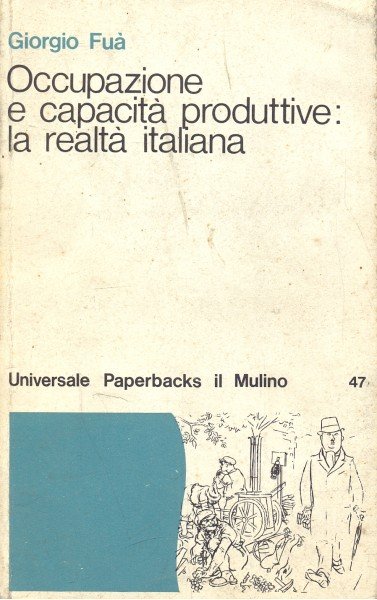 Giorgio Fuà
Occupazione
e capacità produttive:
la realtà italiana
Universale Paperbacks il Mulino 47